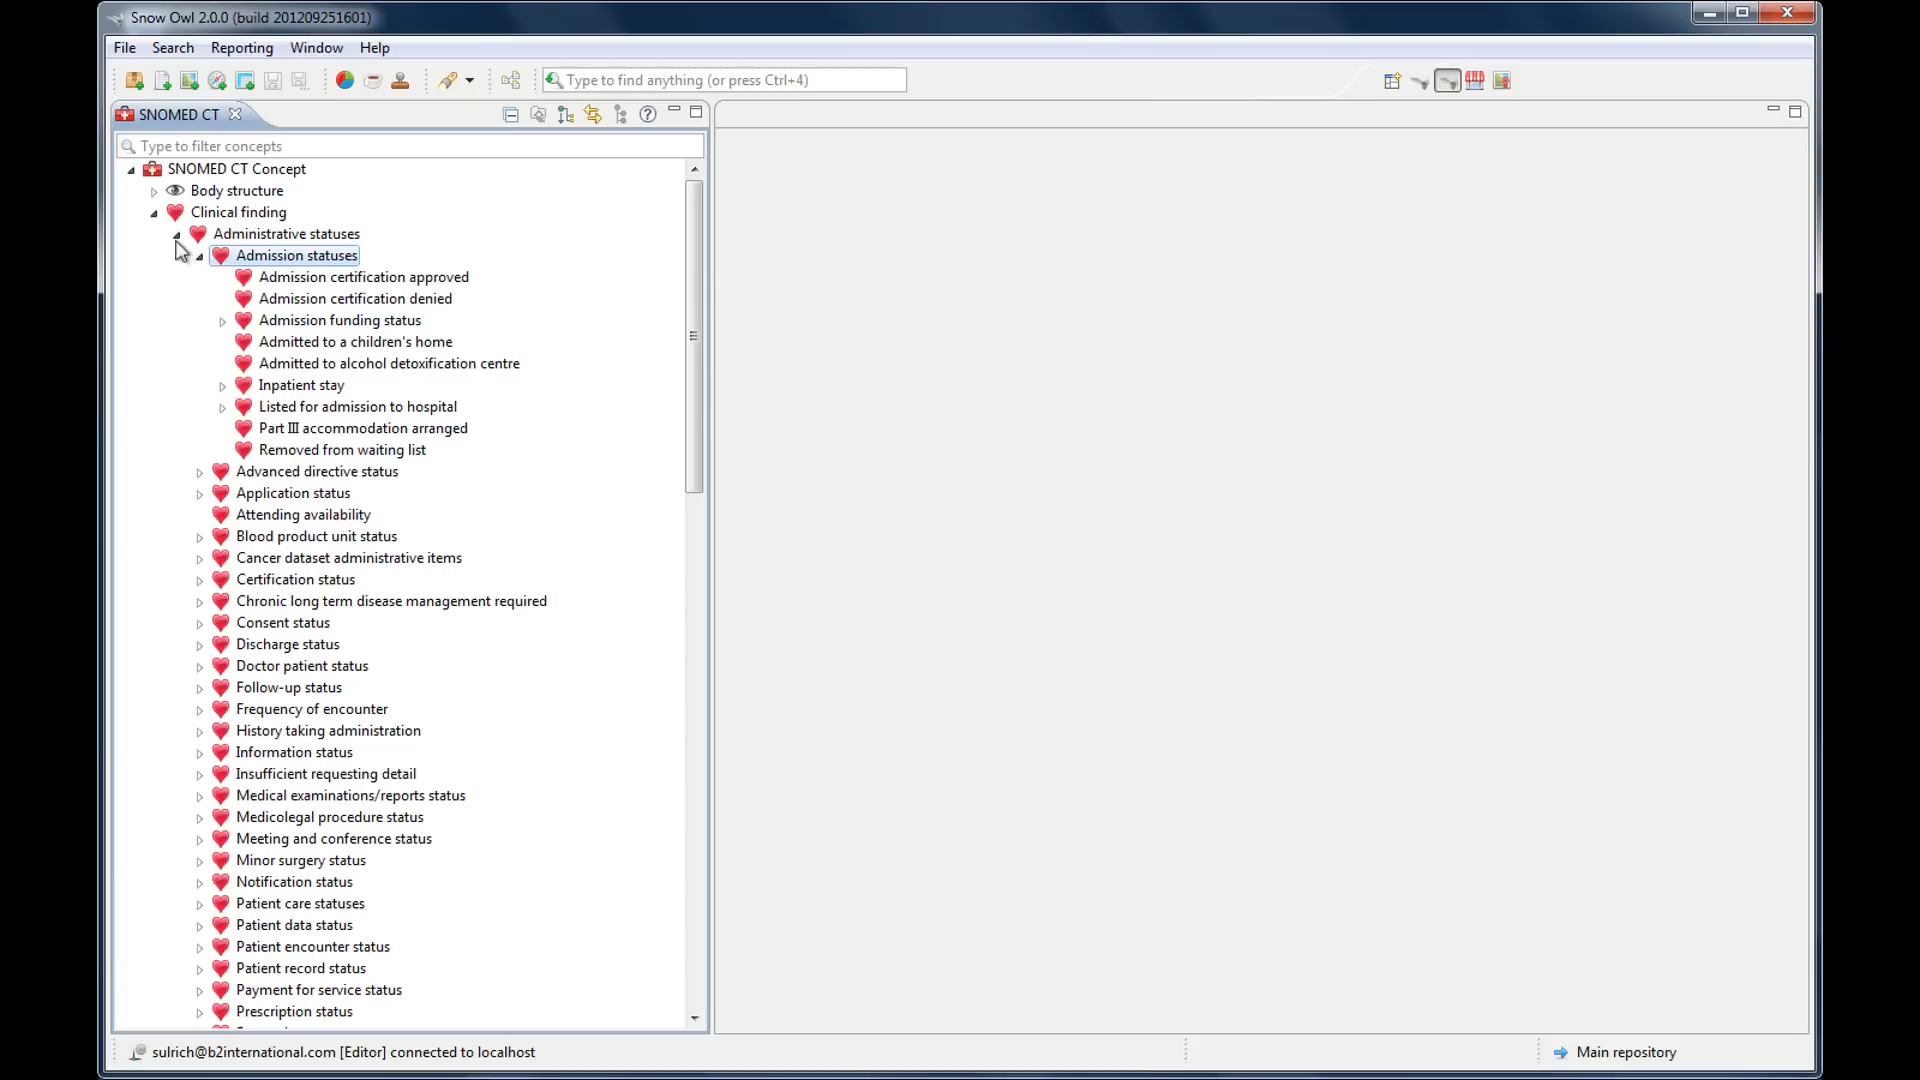 Snow Owl 2.0.0 (build 201209251601)
File Search Reporting Window Help
Type to find anything (or press Ctrl+4)
SNOMED CT
Type to filter concepts
SNOMED CT Concept
Body structure
Clinical finding
Administrative statuses
Admission statuses
Admission certification approved
Admission certification denied
Admission funding status
Admitted to a children's home
Admitted to alcohol detoxification centre
Inpatient stay
Listed for admission to hospital
Part III accommodation arranged
Removed from waiting list
Advanced directive status
Application status
Attending availability
Blood product unit status
Cancer dataset administrative items
Certification status
Chronic long term disease management required
Consent status
Discharge status
Doctor patient status
Follow-up status
Frequency of encounter
History taking administration
Information status
Insufficient requesting detail
Medical examinations/reports status
Medicolegal procedure status
Meeting and conference status
Minor surgery status
Notification status
Patient care statuses
Patient data status
Patient encounter status
Patient record status
Payment for service status
Prescription status
sulrich@b2international.com [Editor] connected to localhost
Main repository